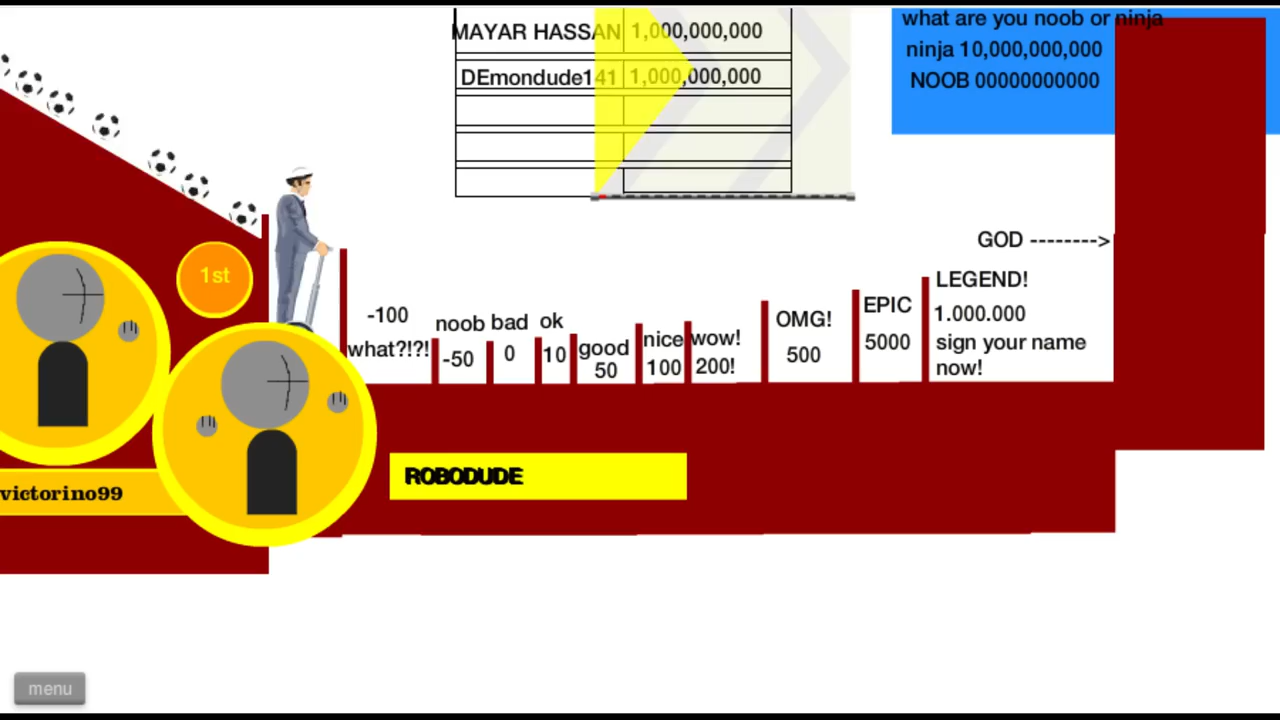 MAYAR HASSAN 1,000,000,000
DEmondude141 1,000,000,000
what are you noob or ninja
ninja 10,000,000,000
NOOB 00000000000
1st
GOD -------->
-100
what?!?!
noob
-50
bad
0
ok
10
good
50
nice
100
wow!
200!
OMG!
500
EPIC
5000
LEGEND!
1.000.000
sign your name
now!
victorino99
ROBODUDE
menu